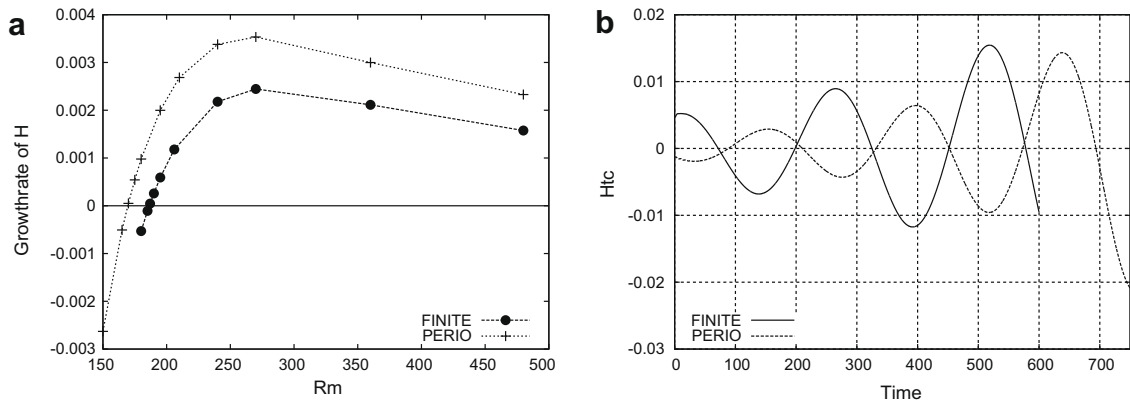 a
0.004
0.003
0.002
0.001
0
-0.001
-0.002
-0.003
Growthrate of H
FINITE
PERIO
150 200 250 300 350 400 450 500
Rm
b
0.02
0.01
0
-0.01
-0.02
-0.03
Htc
FINITE
PERIO
0 100 200 300 400 500 600 700
Time